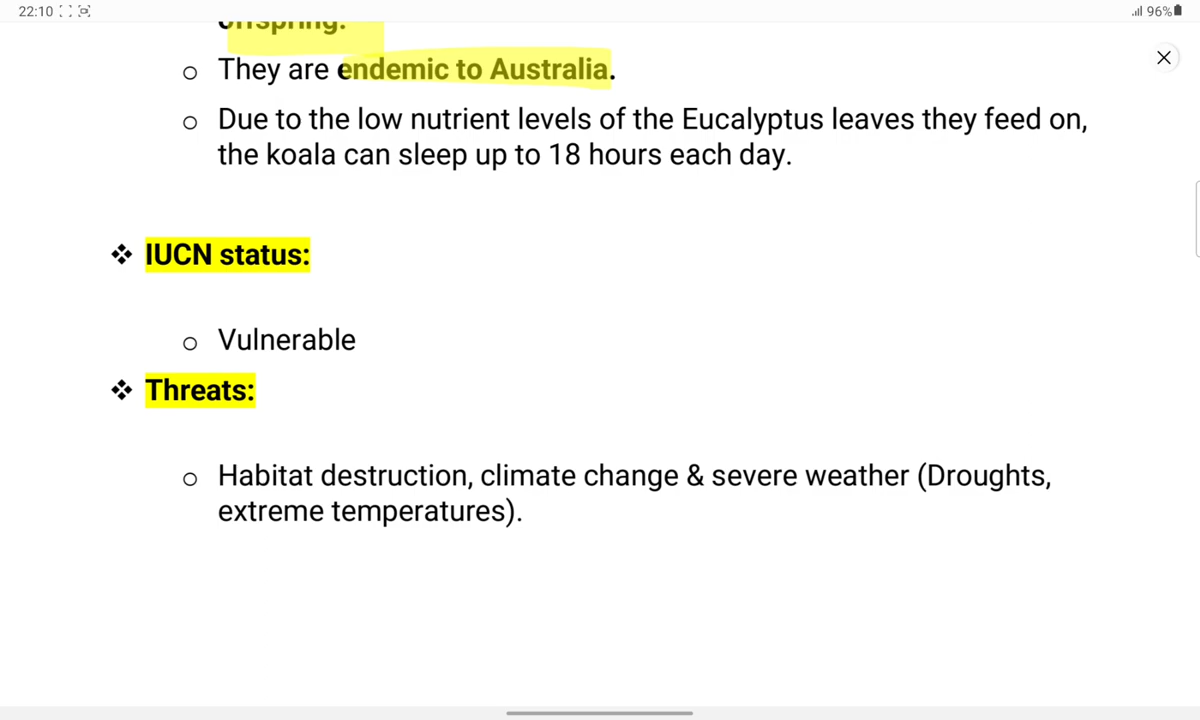 22:10
96%
offspring.
o They are endemic to Australia.
o Due to the low nutrient levels of the Eucalyptus leaves they feed on,
the koala can sleep up to 18 hours each day.
❖ IUCN status:
o Vulnerable
❖ Threats:
o Habitat destruction, climate change & severe weather (Droughts,
extreme temperatures).